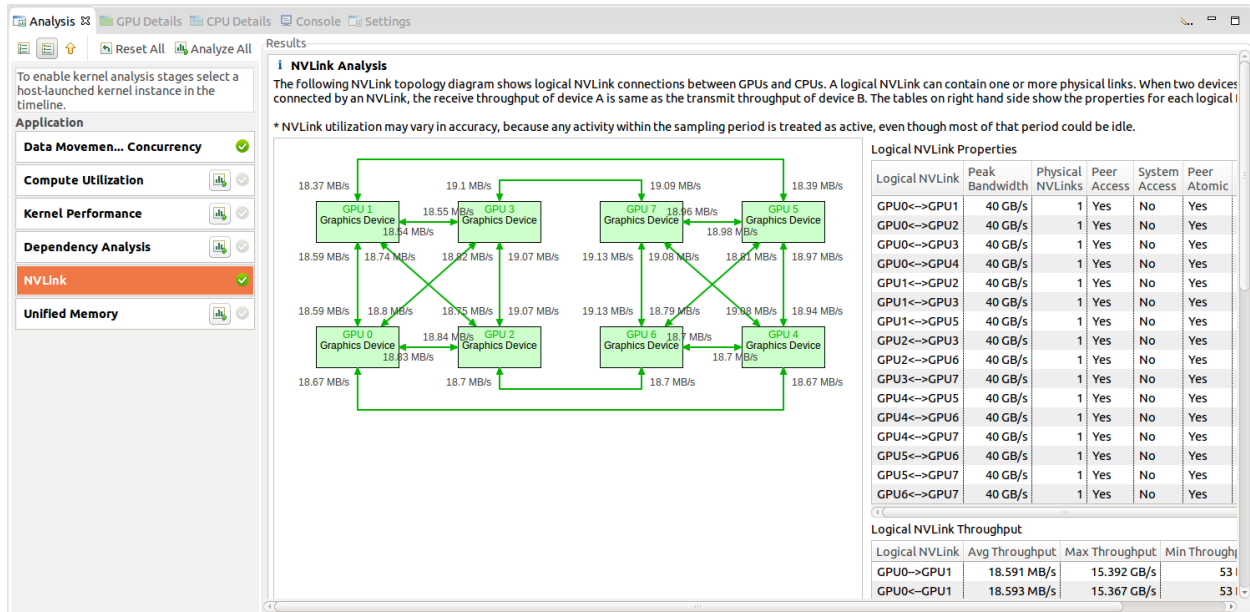 Analysis GPU Details CPU Details Console Settings
Reset All Analyze All
To enable kernel analysis stages select a
host-launched kernel instance in the
timeline.
Application
Data Movemen... Concurrency
Compute Utilization
Kernel Performance
Dependency Analysis
NVLink
Unified Memory
Results
i NVLink Analysis
The following NVLink topology diagram shows logical NVLink connections between GPUs and CPUs. A logical NVLink can contain one or more physical links. When two devices
connected by an NVLink, the receive throughput of device A is same as the transmit throughput of device B. The tables on right hand side show the properties for each logical
* NVLink utilization may vary in accuracy, because any activity within the sampling period is treated as active, even though most of that period could be idle.
18.37 MB/s 19.1 MB/s 19.09 MB/s 18.39 MB/s
GPU 1 18.55 MB/s GPU 3 GPU 7 18.96 MB/s GPU 5
Graphics Device Graphics Device Graphics Device Graphics Device
18.54 MB/s 18.98 MB/s
18.59 MB/s 18.74 MB/s 18.82 MB/s 19.07 MB/s 19.13 MB/s 19.08 MB/s 18.81 MB/s 18.97 MB/s
18.59 MB/s 18.8 MB/s 18.75 MB/s 19.07 MB/s 19.13 MB/s 18.79 MB/s 19.08 MB/s 18.94 MB/s
GPU 0 18.84 MB/s GPU 2 GPU 6 18.7 MB/s GPU 4
Graphics Device Graphics Device Graphics Device Graphics Device
18.83 MB/s 18.7 MB/s
18.67 MB/s 18.7 MB/s 18.7 MB/s 18.67 MB/s
Logical NVLink Properties
Logical NVLink Peak Bandwidth Physical NVLinks Peer Access System Access Peer Atomic
GPU0<-->GPU1 40 GB/s 1 Yes No Yes
GPU0<-->GPU2 40 GB/s 1 Yes No Yes
GPU0<-->GPU3 40 GB/s 1 Yes No Yes
GPU0<-->GPU4 40 GB/s 1 Yes No Yes
GPU1<-->GPU2 40 GB/s 1 Yes No Yes
GPU1<-->GPU3 40 GB/s 1 Yes No Yes
GPU1<-->GPU5 40 GB/s 1 Yes No Yes
GPU2<-->GPU3 40 GB/s 1 Yes No Yes
GPU2<-->GPU6 40 GB/s 1 Yes No Yes
GPU3<-->GPU7 40 GB/s 1 Yes No Yes
GPU4<-->GPU5 40 GB/s 1 Yes No Yes
GPU4<-->GPU6 40 GB/s 1 Yes No Yes
GPU4<-->GPU7 40 GB/s 1 Yes No Yes
GPU5<-->GPU6 40 GB/s 1 Yes No Yes
GPU5<-->GPU7 40 GB/s 1 Yes No Yes
GPU6<-->GPU7 40 GB/s 1 Yes No Yes
Logical NVLink Throughput
Logical NVLink Avg Throughput Max Throughput Min Throughp
GPU0-->GPU1 18.591 MB/s 15.392 GB/s 53
GPU0<--GPU1 18.593 MB/s 15.367 GB/s 53